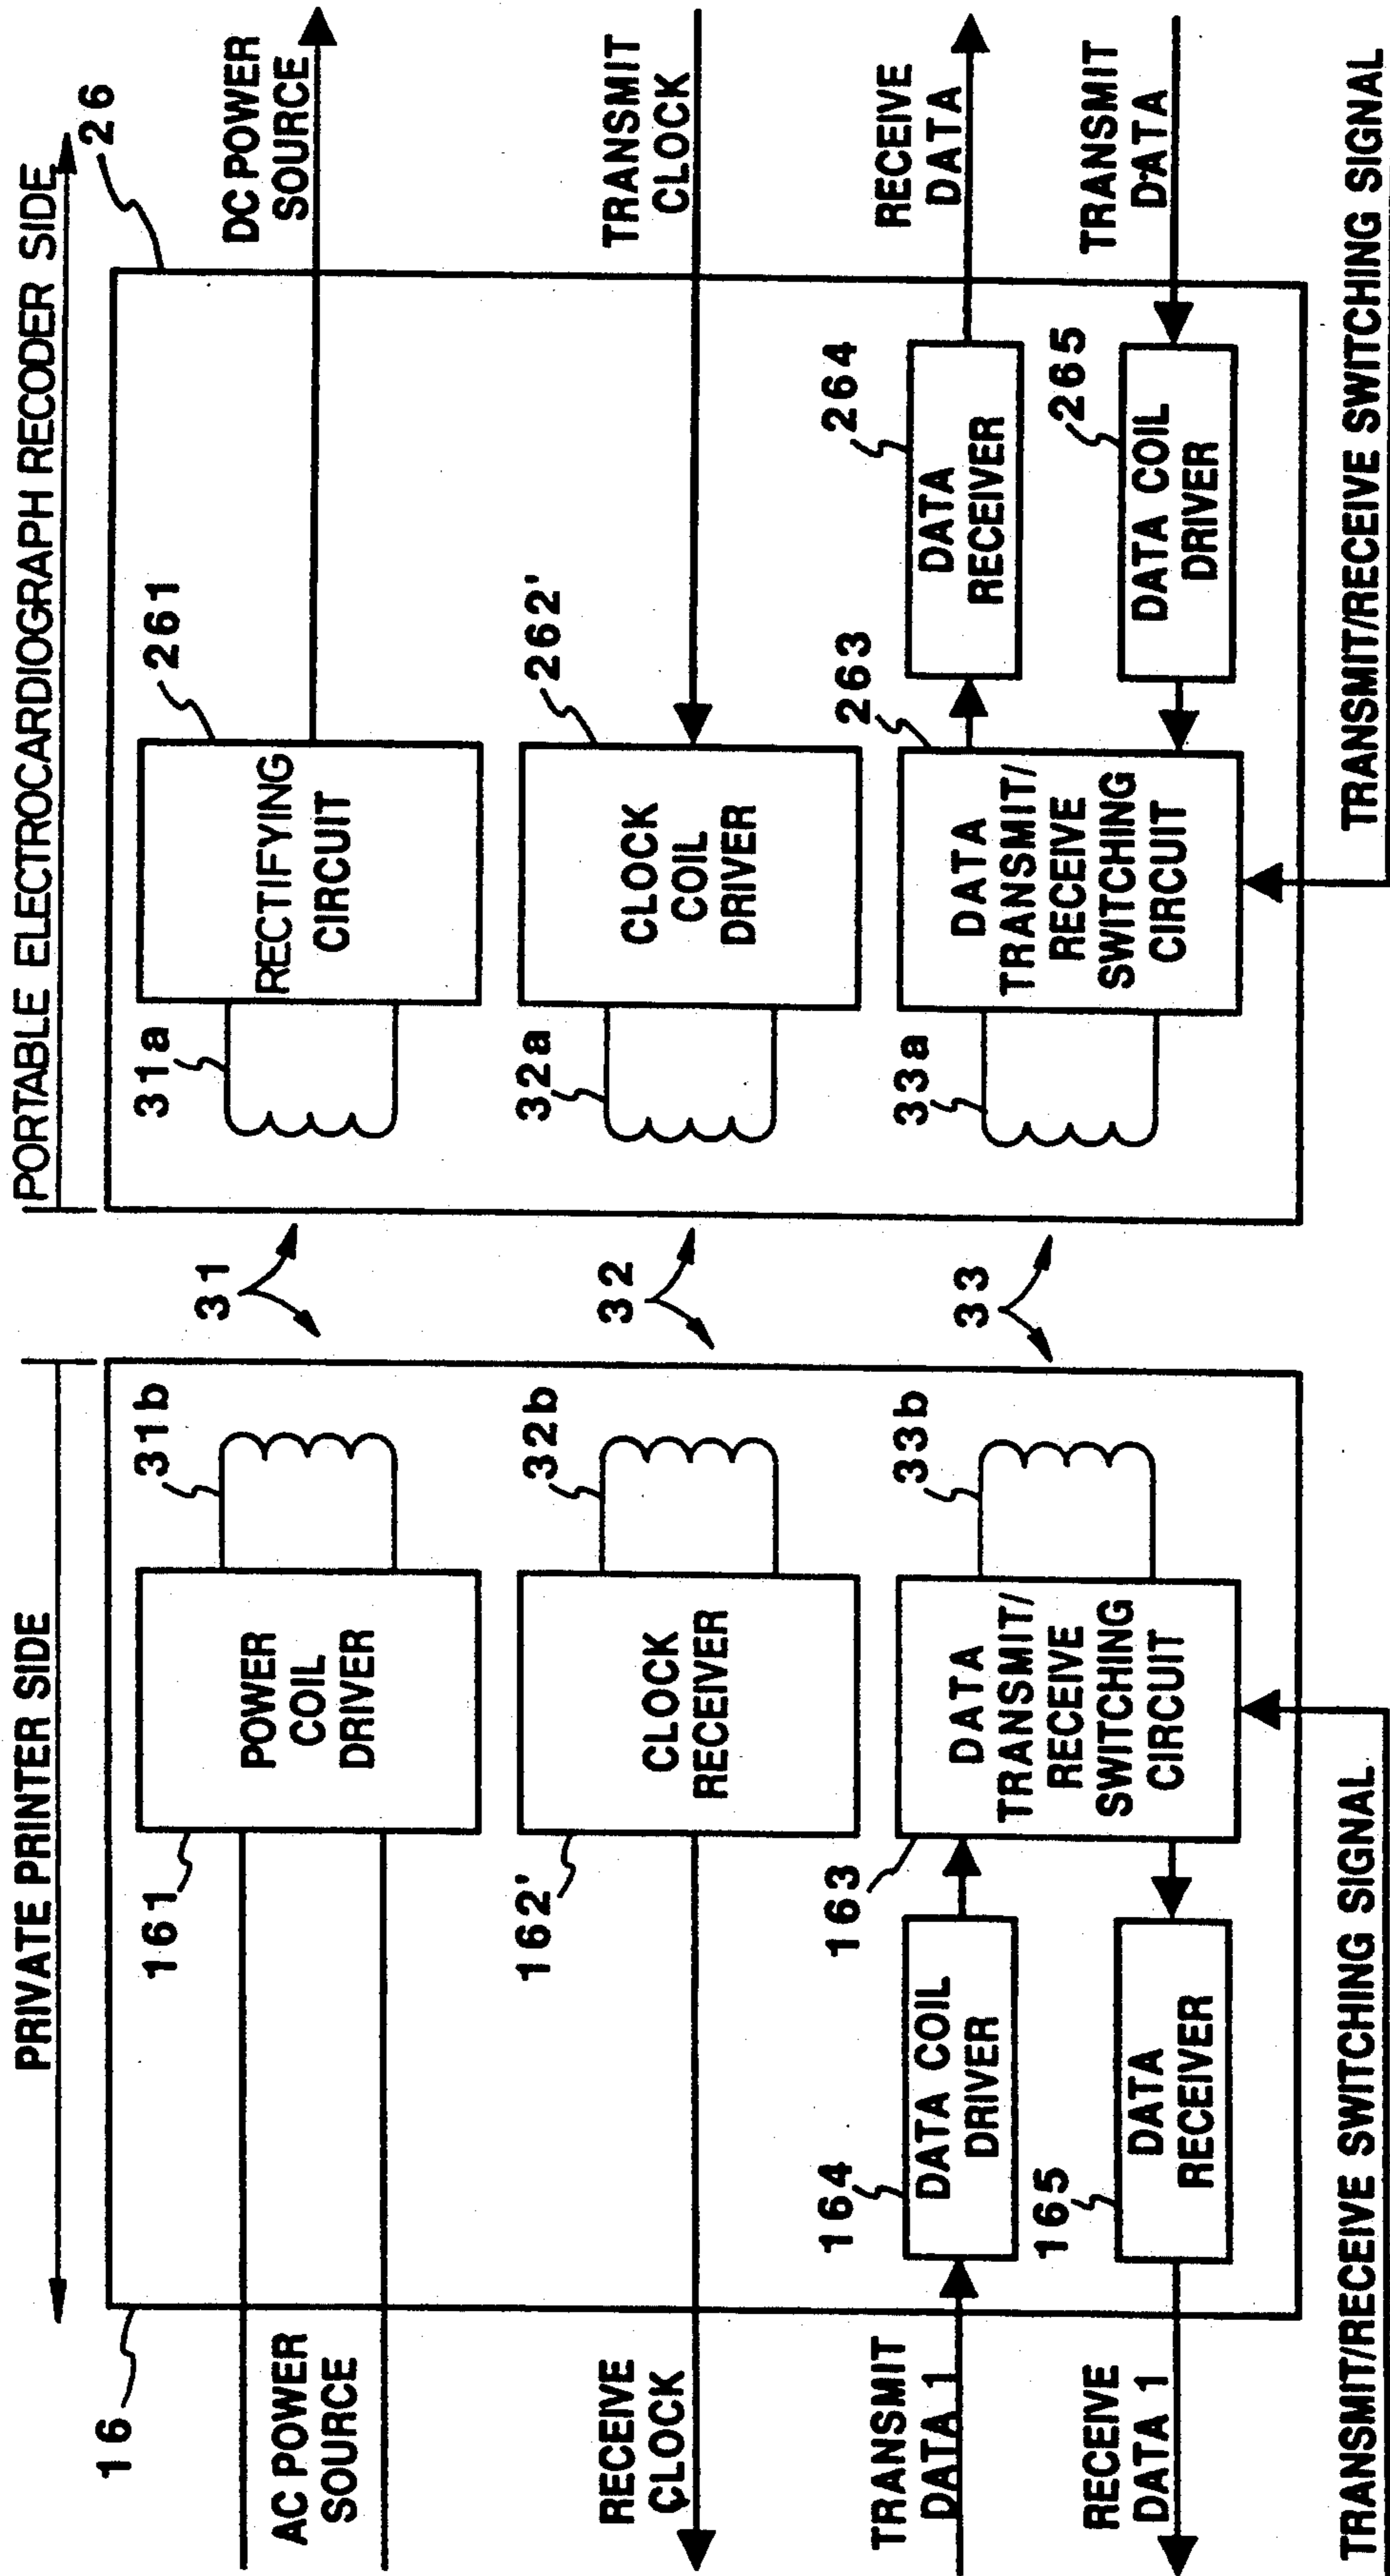 PRIVATE PRINTER SIDE
PORTABLE ELECTROCARDIOGRAPH RECODER SIDE
16
26
AC POWER
SOURCE
161
POWER
COIL
DRIVER
31b
31
31a
RECTIFYING
CIRCUIT
261
DC POWER
SOURCE
RECEIVE
CLOCK
162'
CLOCK
RECEIVER
32b
32
32a
CLOCK
COIL
DRIVER
262'
TRANSMIT
CLOCK
TRANSMIT
DATA 1
164
DATA COIL
DRIVER
163
DATA
TRANSMIT/
RECEIVE
SWITCHING
CIRCUIT
33b
33
33a
DATA
TRANSMIT/
RECEIVE
SWITCHING
CIRCUIT
263
DATA
RECEIVER
264
RECEIVE
DATA
RECEIVE
DATA 1
165
DATA
RECEIVER
DATA COIL
DRIVER
265
TRANSMIT
DATA
TRANSMIT/RECEIVE SWITCHING SIGNAL
TRANSMIT/RECEIVE SWITCHING SIGNAL